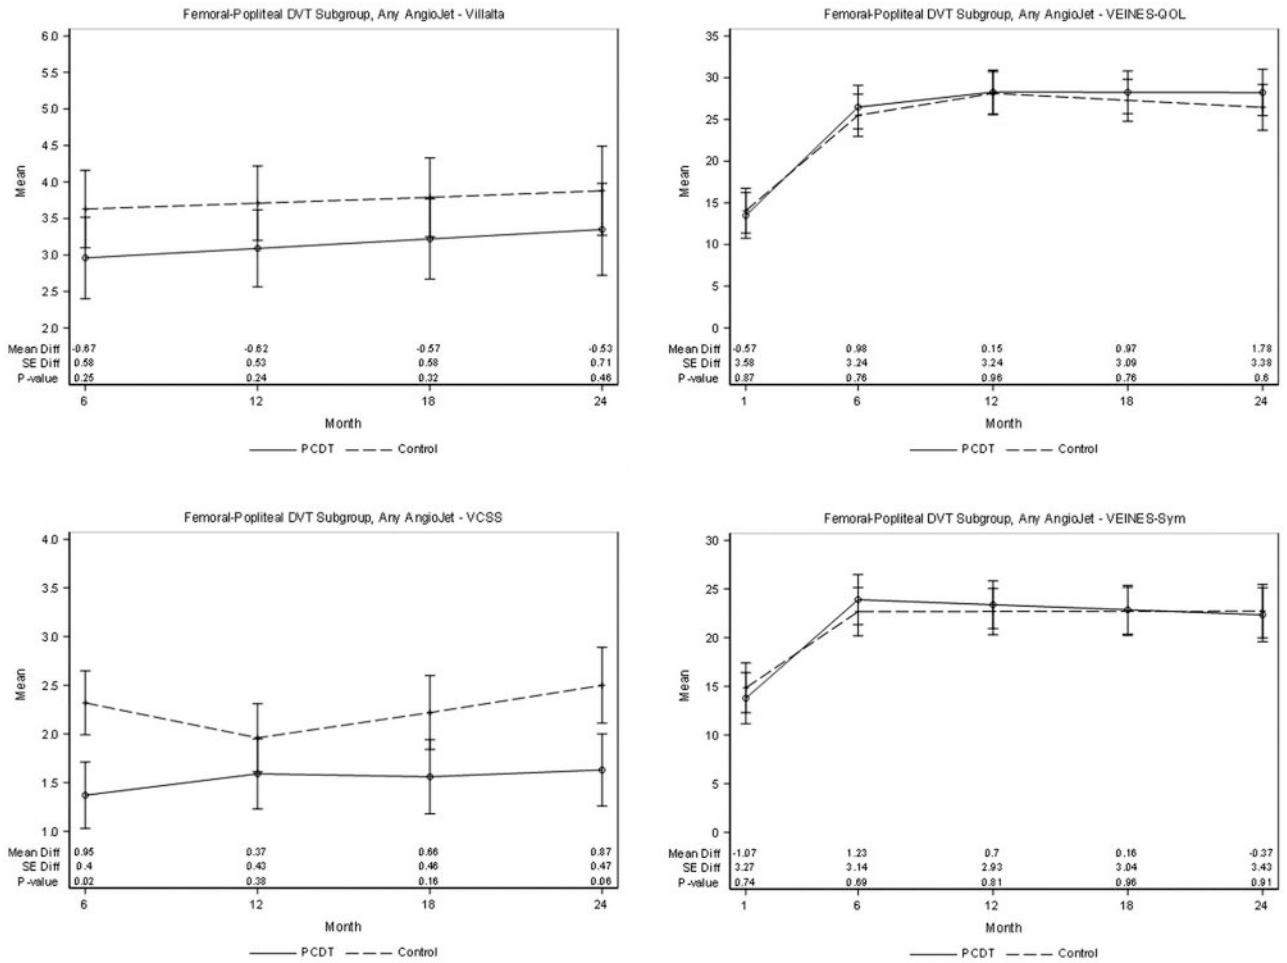 Femoral-Popliteal DVT Subgroup, Any AngioJet - Villalta
6.0
5.5
5.0
4.5
4.0
3.5
3.0
2.5
2.0
Mean
Mean Diff -0.67 -0.62 -0.57 -0.53
SE Diff 0.58 0.53 0.58 0.71
P-value 0.25 0.24 0.32 0.46
6 12 18 24
Month
PCDT Control
Femoral-Popliteal DVT Subgroup, Any AngioJet - VEINES-QOL
35
30
25
20
15
10
5
0
Mean
Mean Diff -0.57 0.98 0.15 0.97 1.78
SE Diff 3.58 3.24 3.24 3.09 3.38
P-value 0.87 0.76 0.96 0.76 0.6
1 6 12 18 24
Month
PCDT Control
Femoral-Popliteal DVT Subgroup, Any AngioJet - VCSS
4.0
3.5
3.0
2.5
2.0
1.5
1.0
Mean
Mean Diff 0.95 0.37 0.66 0.87
SE Diff 0.4 0.43 0.46 0.47
P-value 0.02 0.38 0.16 0.06
6 12 18 24
Month
PCDT Control
Femoral-Popliteal DVT Subgroup, Any AngioJet - VEINES-Sym
30
25
20
15
10
5
0
Mean
Mean Diff -1.07 1.23 0.7 0.16 -0.37
SE Diff 3.27 3.14 2.93 3.04 3.43
P-value 0.74 0.69 0.81 0.96 0.91
1 6 12 18 24
Month
PCDT Control